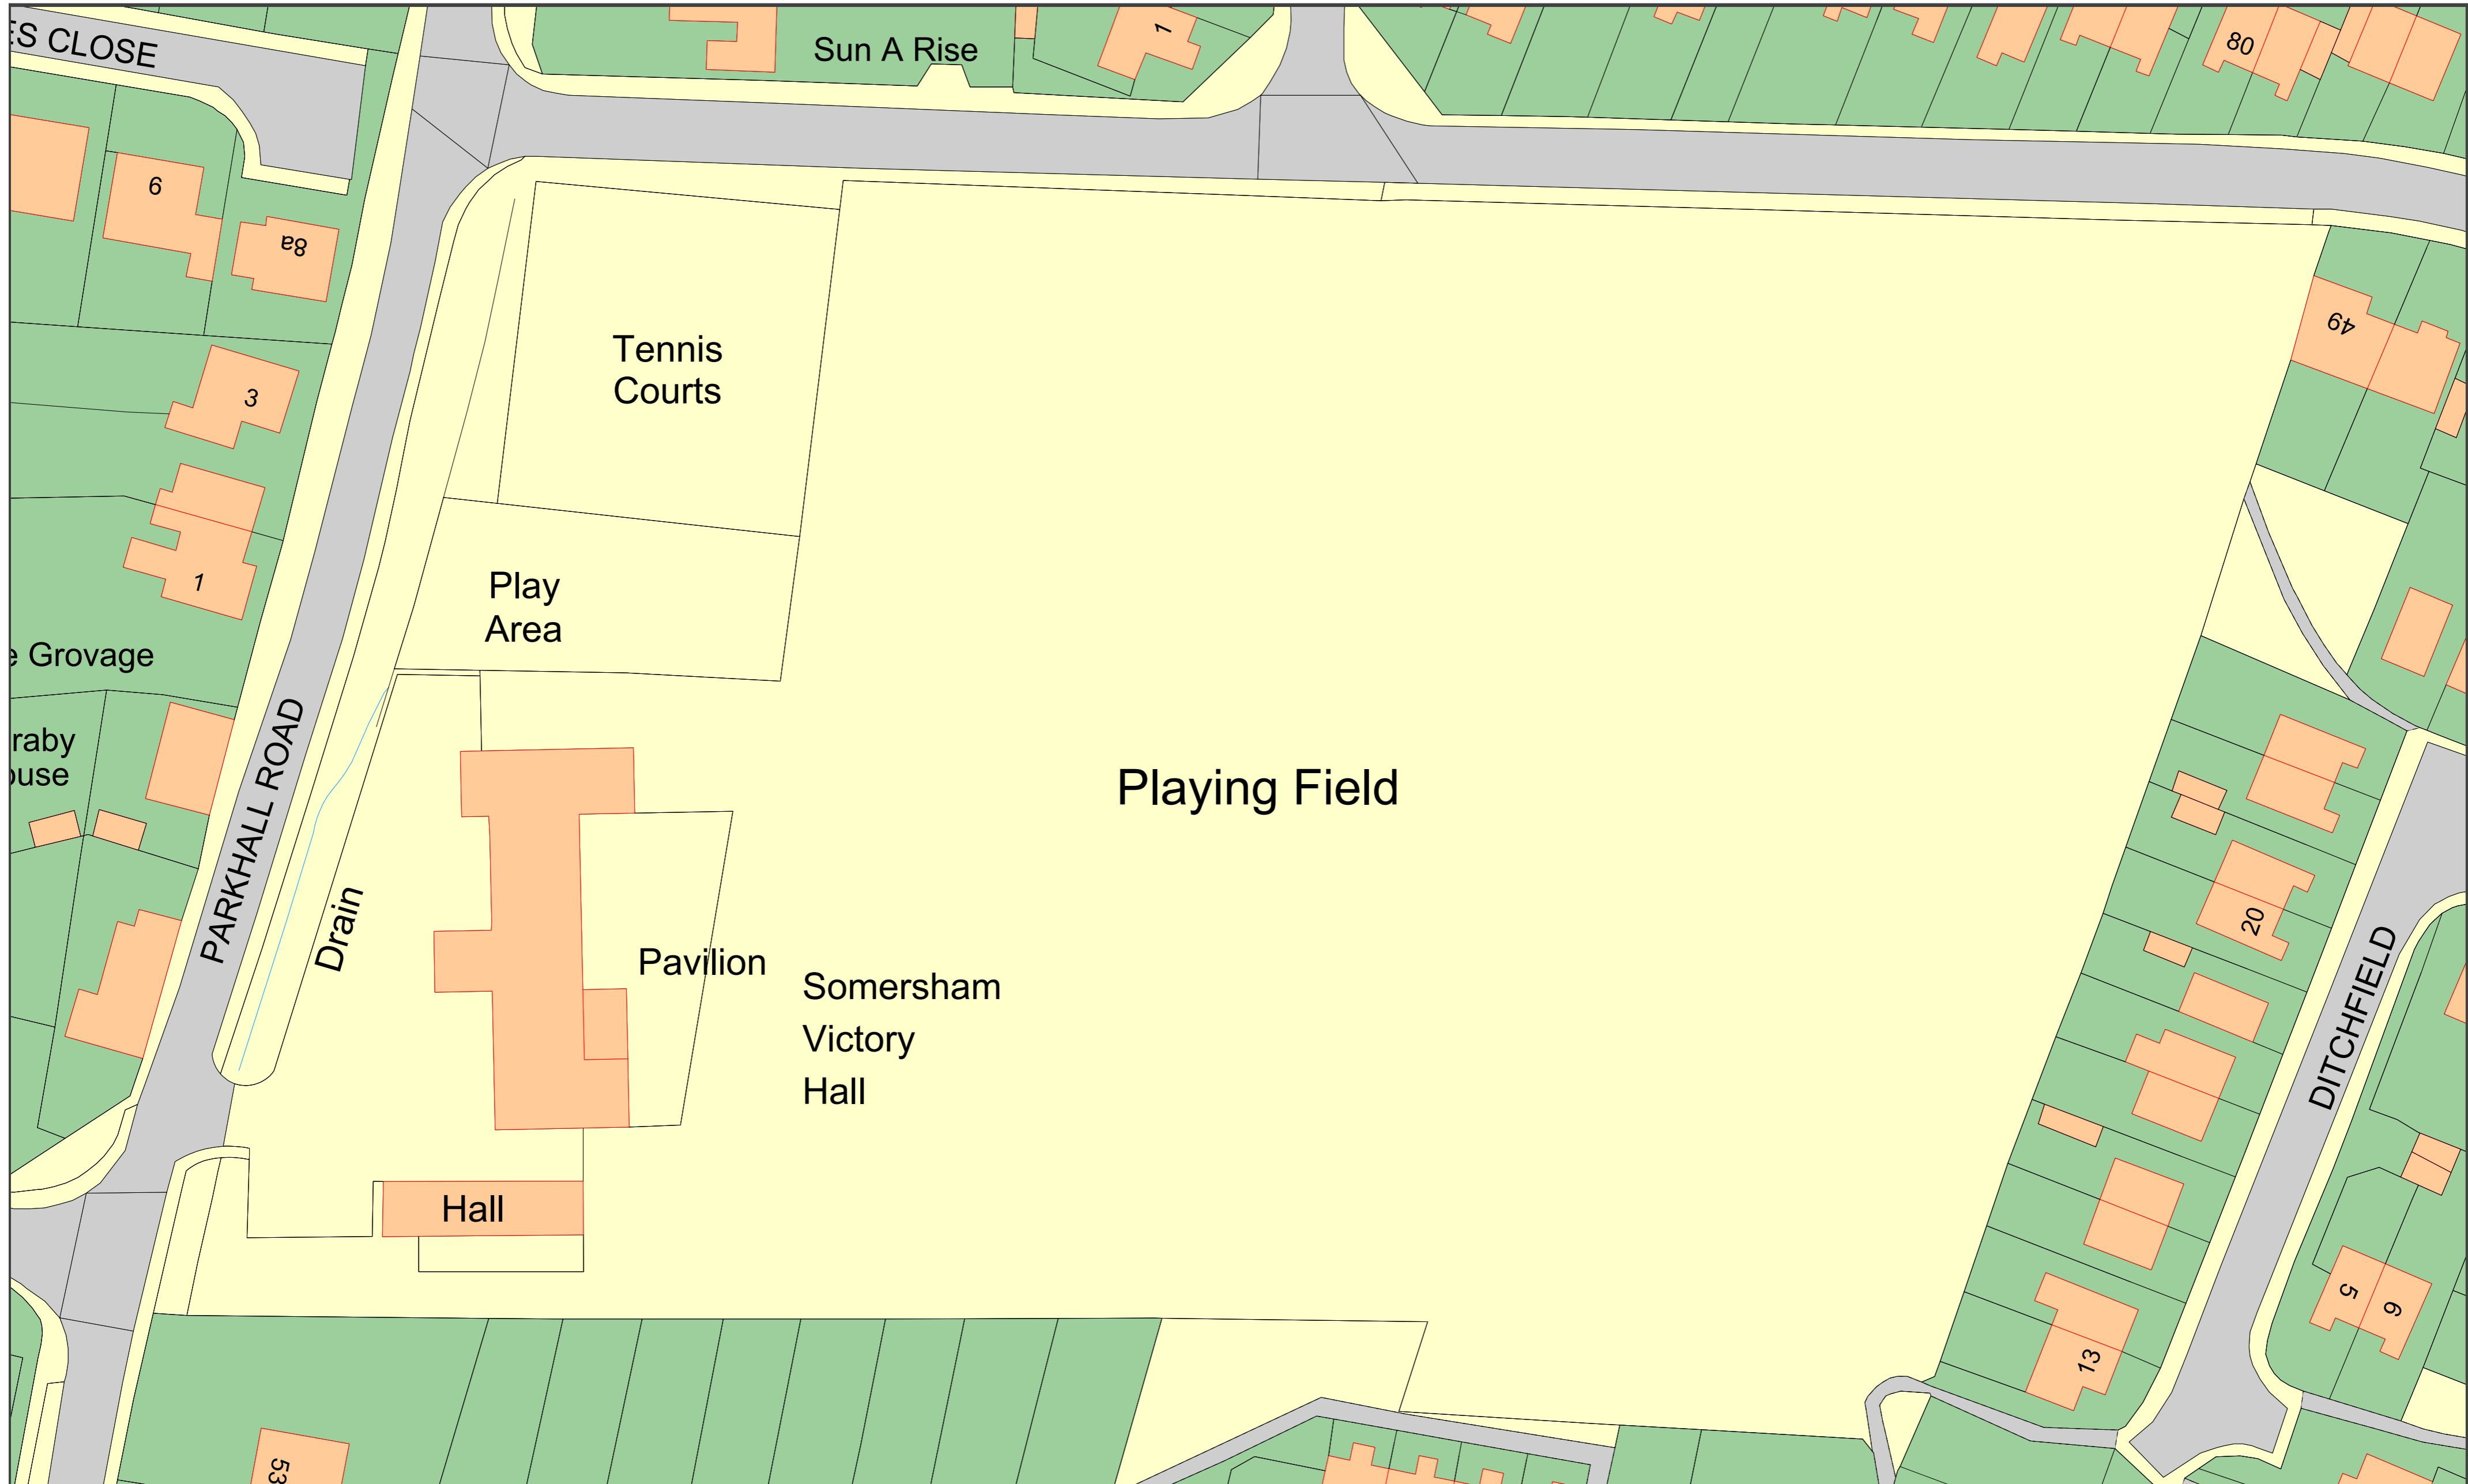 ES CLOSE
Sun A Rise
1
80
6
8a
49
Tennis
Courts
3
1
Play
Area
e Grovage
raby
ouse
PARKHALL ROAD
Playing Field
Drain
Pavilion
Somersham
Victory
Hall
20
DITCHFIELD
Hall
5
6
13
53